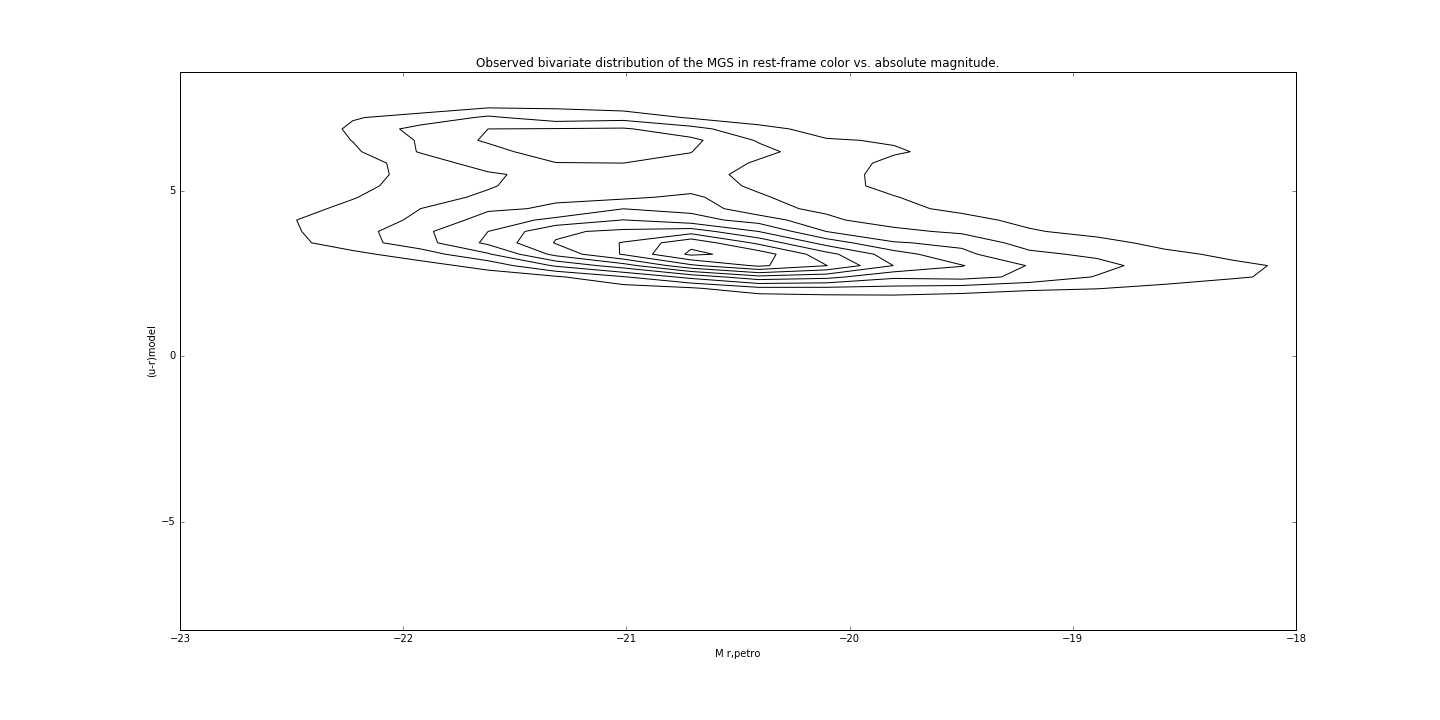 Observed bivariate distribution of the MGS in rest-frame color vs. absolute magnitude.
5
0
−5
(u-r)model
−23 −22 −21 −20 −19 −18
M r,petro